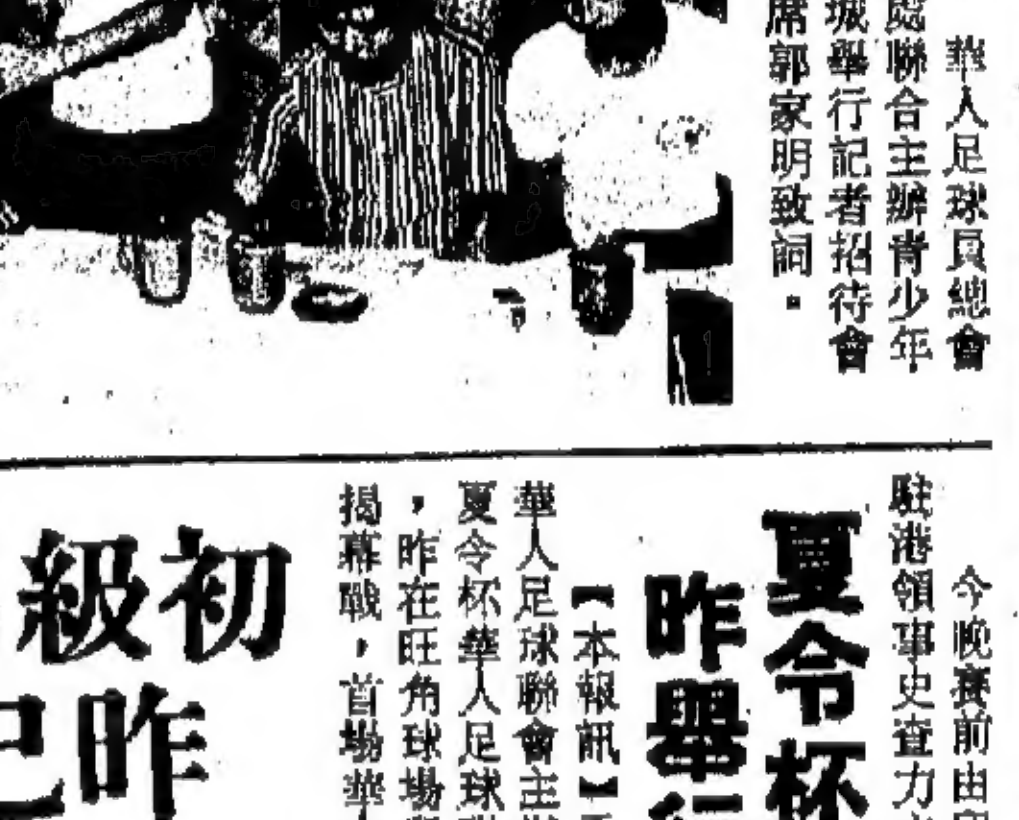 華人足球員總會
處聯合主辦青少年
城舉行記者招待會
席郭家明致詞。
今晚賽前由
駐港領事史查力
夏令杯
昨舉行
【本報訊】
華人足球聯會主辦
夏令杯華人足球
，昨在旺角球場
揭幕戰，首場華
初
級
昨